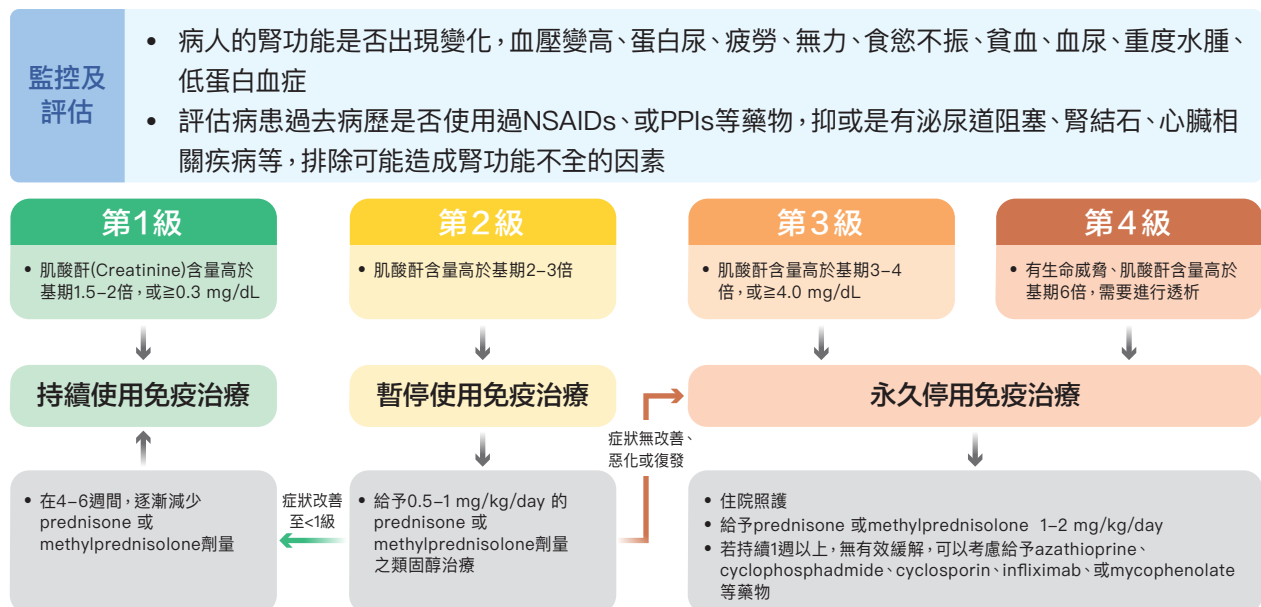 監控及
評估
• 病人的腎功能是否出現變化，血壓變高、蛋白尿、疲勞、無力、食慾不振、貧血、血尿、重度水腫、
低蛋白血症
• 評估病患過去病歷是否使用過NSAIDs、或PPIs等藥物，抑或是有泌尿道阻塞、腎結石、心臟相
關疾病等，排除可能造成腎功能不全的因素
第1級
• 肌酸酐(Creatinine)含量高於
基期1.5–2倍，或≧0.3 mg/dL
第2級
• 肌酸酐含量高於基期2–3倍
第3級
• 肌酸酐含量高於基期3–4
倍，或≧4.0 mg/dL
第4級
• 有生命威脅、肌酸酐含量高於
基期6倍，需要進行透析
持續使用免疫治療
暫停使用免疫治療
永久停用免疫治療
• 在4–6週間，逐漸減少
prednisone 或
methylprednisolone劑量
症狀改善
至<1級
• 給予0.5–1 mg/kg/day 的
prednisone 或
methylprednisolone劑量
之類固醇治療
症狀無改善、
惡化或復發
• 住院照護
• 給予prednisone 或methylprednisolone 1–2 mg/kg/day
• 若持續1週以上，無有效緩解，可以考慮給予azathioprine、
cyclophosphadmide、cyclosporin、infliximab、或mycophenolate
等藥物